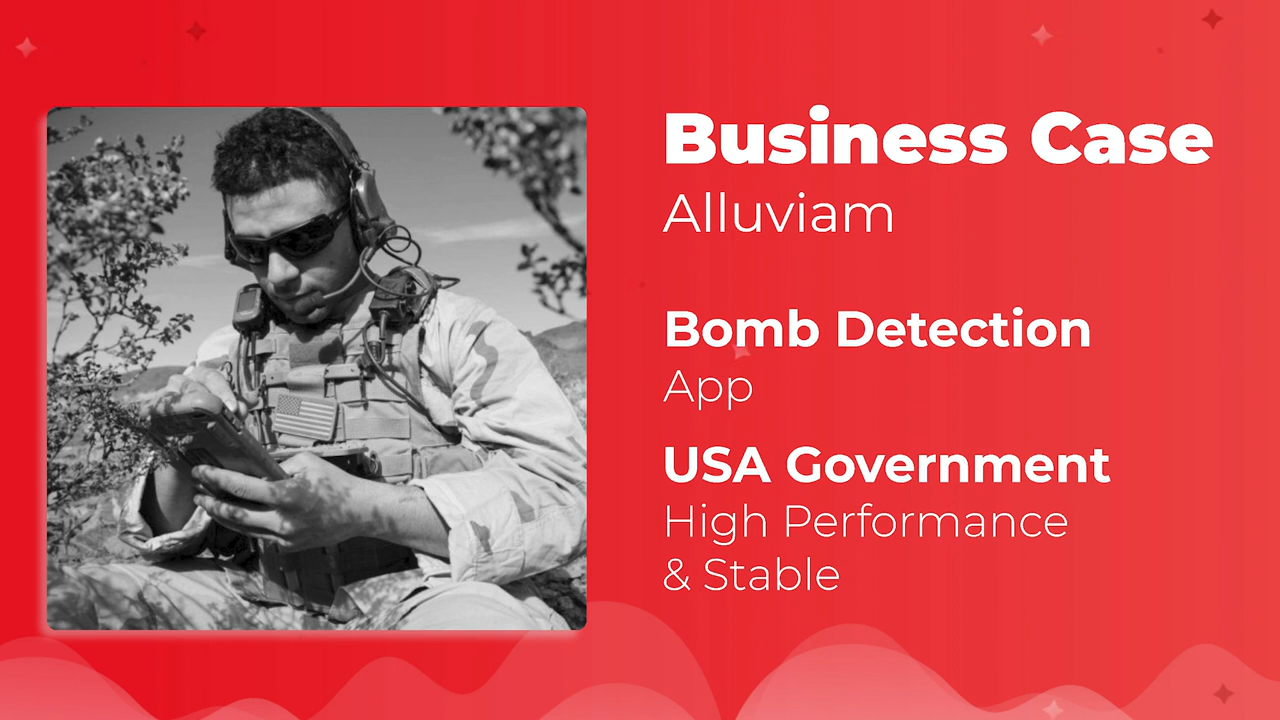 Business Case
Alluviam
Bomb Detection
App
USA Government
High Performance
& Stable